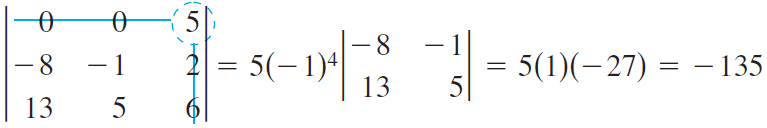 0 0 5
−8 −1 2 = 5(−1)⁴ |−8 −1| = 5(1)(−27) = −135
13 5 6 |13 5|